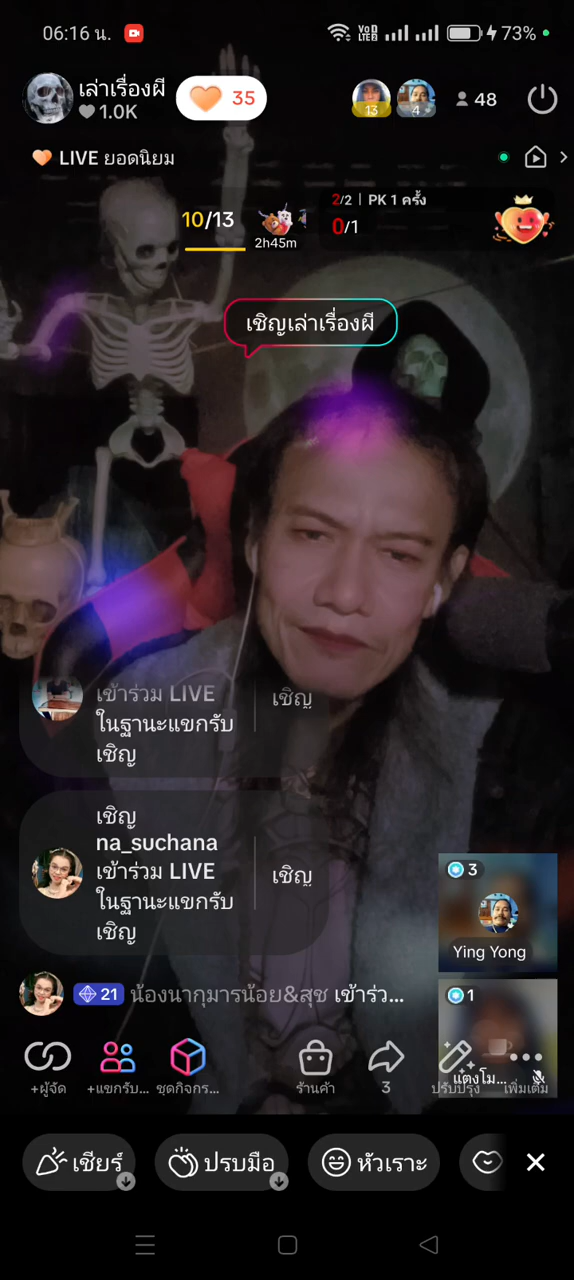 06:16 น.
VoD LTE2
73%
เล่าเรื่องผี
1.0K
35
13
4
48
LIVE ยอดนิยม
10/13
2h45m
2/2 | PK 1 ครั้ง
0/1
เชิญเล่าเรื่องผี
เข้าร่วม LIVE
ในฐานะแขกรับ
เชิญ
เชิญ
เชิญ
na_suchana
เข้าร่วม LIVE
ในฐานะแขกรับ
เชิญ
เชิญ
3
Ying Yong
21 น้องนากุมารน้อย&สุช เข้าร่ว...
1
แตงโม...
+ผู้จัด
+แขกรับ...
ชุดกิจกร...
ร้านค้า
3
ปรับปรุง
เพิ่มเติม
เชียร์
ปรบมือ
หัวเราะ